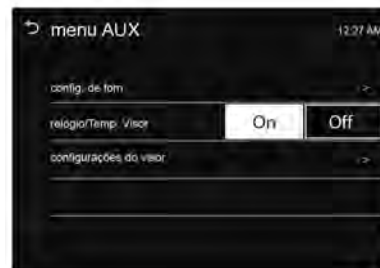 menu AUX
12:27 AM
config. de tom
>
relógio/Temp. Visor
On
Off
configurações do visor
>